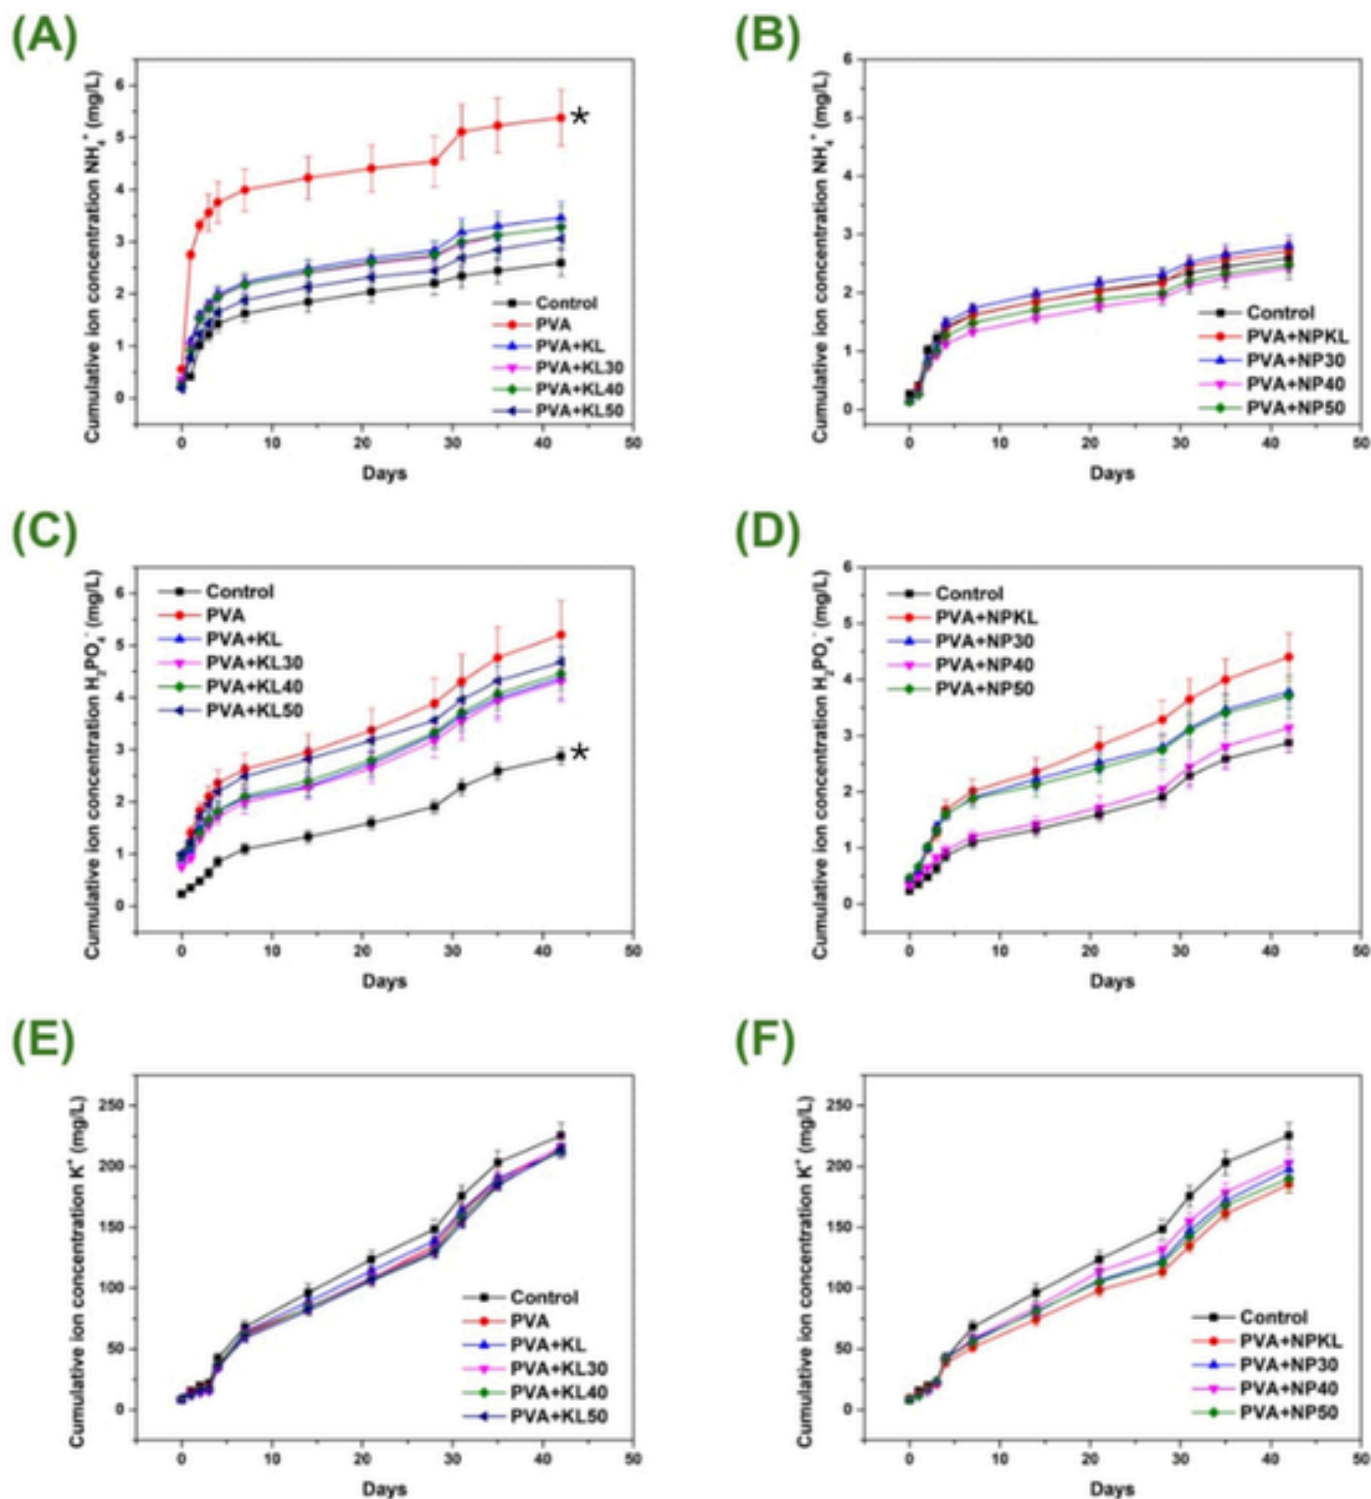 (A)
Cumulative ion concentration NH₄⁺ (mg/L)
6
5
4
3
2
1
0
Control
PVA
PVA+KL
PVA+KL30
PVA+KL40
PVA+KL50
*
0 10 20 30 40 50
Days
(B)
Cumulative ion concentration NH₄⁺ (mg/L)
6
5
4
3
2
1
0
Control
PVA+NPKL
PVA+NP30
PVA+NP40
PVA+NP50
0 10 20 30 40 50
Days
(C)
Cumulative ion concentration H₂PO₄⁻ (mg/L)
6
5
4
3
2
1
0
Control
PVA
PVA+KL
PVA+KL30
PVA+KL40
PVA+KL50
*
0 10 20 30 40 50
Days
(D)
Cumulative ion concentration H₂PO₄⁻ (mg/L)
6
5
4
3
2
1
0
Control
PVA+NPKL
PVA+NP30
PVA+NP40
PVA+NP50
0 10 20 30 40 50
Days
(E)
Cumulative ion concentration K⁺ (mg/L)
250
200
150
100
50
0
Control
PVA
PVA+KL
PVA+KL30
PVA+KL40
PVA+KL50
0 10 20 30 40 50
Days
(F)
Cumulative ion concentration K⁺ (mg/L)
250
200
150
100
50
0
Control
PVA+NPKL
PVA+NP30
PVA+NP40
PVA+NP50
0 10 20 30 40 50
Days